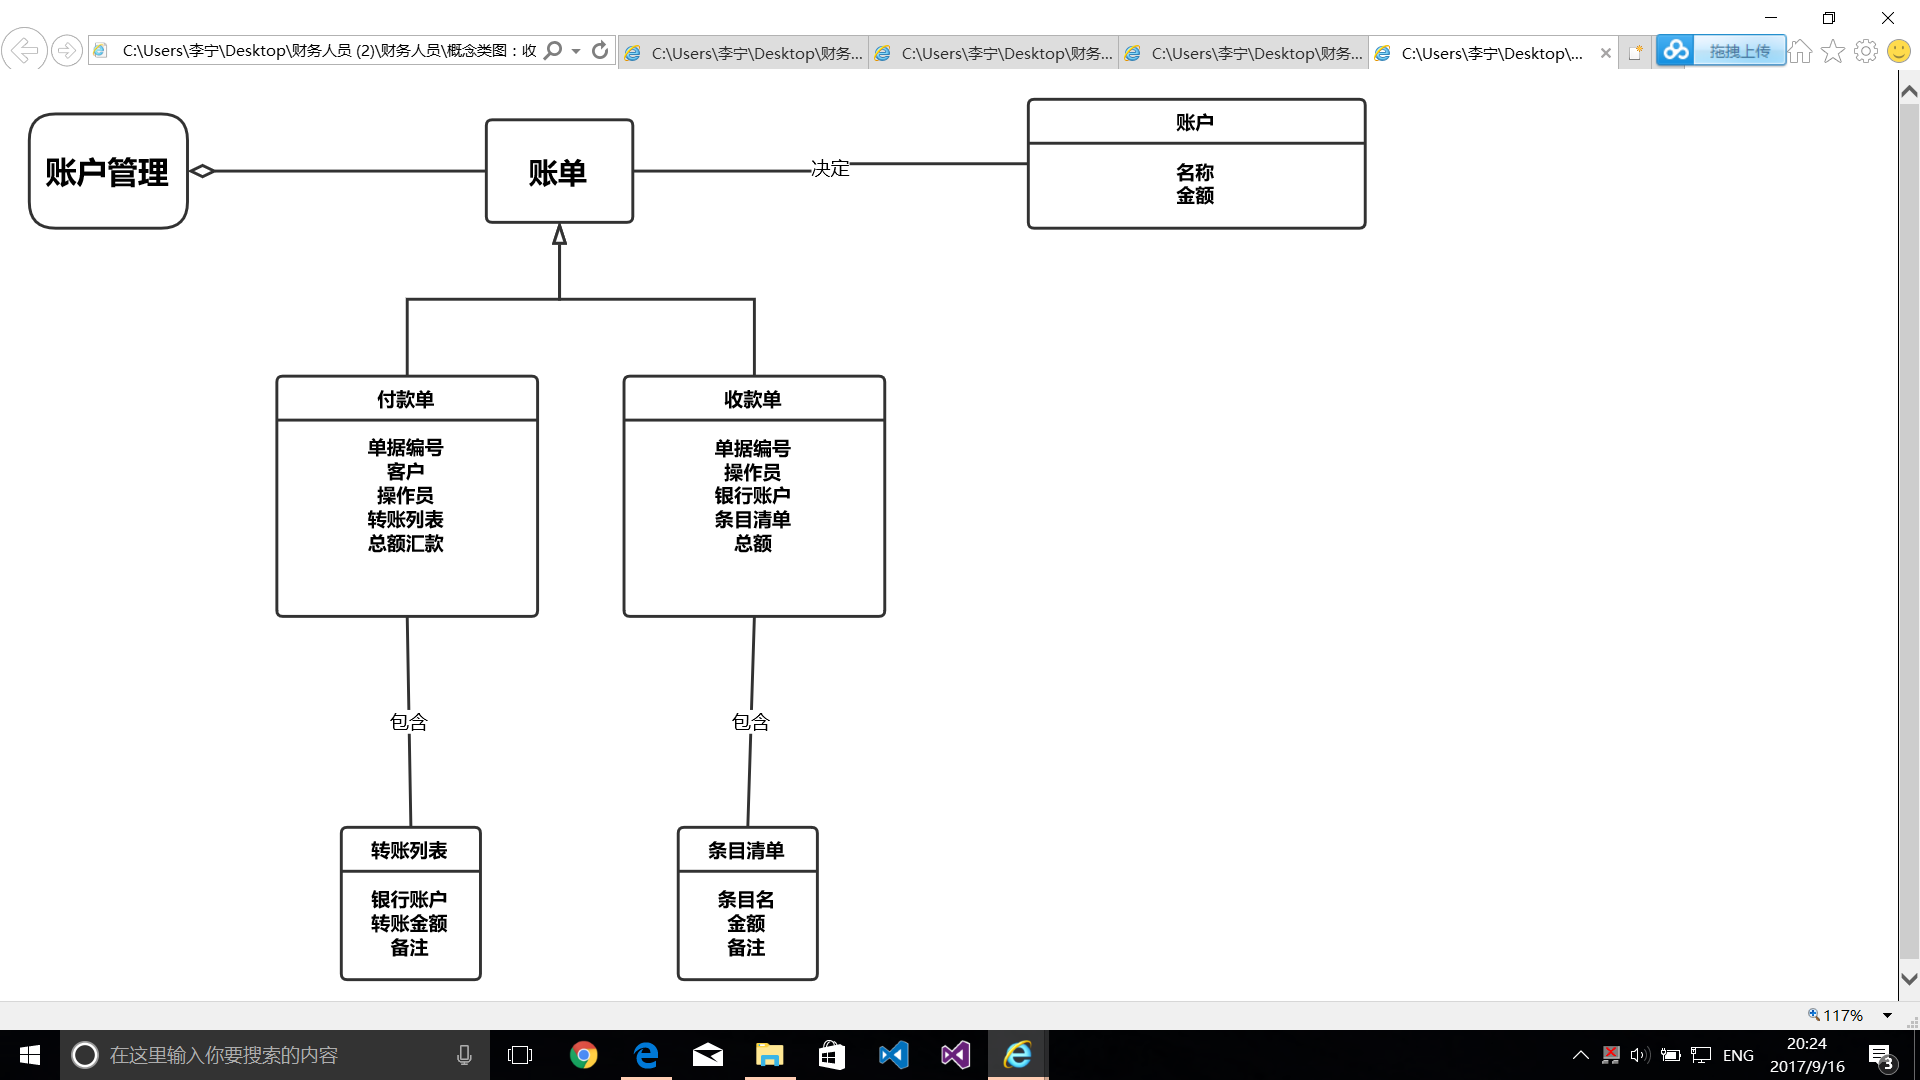 C:\Users\李宁\Desktop\财务人员 (2)\财务人员\概念类图：收
C:\Users\李宁\Desktop\财务...
C:\Users\李宁\Desktop\财务...
C:\Users\李宁\Desktop\财务...
C:\Users\李宁\Desktop\...
拖拽上传
账户管理
账单
决定
账户
名称
金额
付款单
单据编号
客户
操作员
转账列表
总额汇款
收款单
单据编号
操作员
银行账户
条目清单
总额
包含
包含
转账列表
银行账户
转账金额
备注
条目清单
条目名
金额
备注
117%
在这里输入你要搜索的内容
ENG
20:24
2017/9/16
3